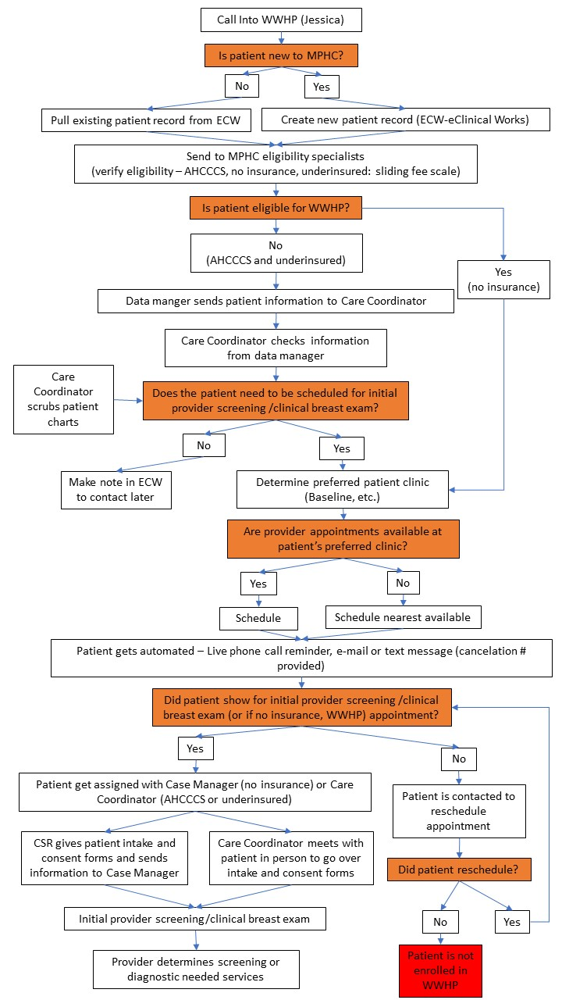 Call Into WWHP (Jessica)
Is patient new to MPHC?
No
Yes
Pull existing patient record from ECW
Create new patient record (ECW-eClinical Works)
Send to MPHC eligibility specialists
(verify eligibility – AHCCCS, no insurance, underinsured: sliding fee scale)
Is patient eligible for WWHP?
No
(AHCCCS and underinsured)
Yes
(no insurance)
Data manger sends patient information to Care Coordinator
Care Coordinator checks information
from data manager
Care
Coordinator
scrubs patient
charts
Does the patient need to be scheduled for initial
provider screening /clinical breast exam?
No
Yes
Make note in ECW
to contact later
Determine preferred patient clinic
(Baseline, etc.)
Are provider appointments available at
patient's preferred clinic?
Yes
No
Schedule
Schedule nearest available
Patient gets automated – Live phone call reminder, e-mail or text message (cancelation #
provided)
Did patient show for initial provider screening /clinical
breast exam (or if no insurance, WWHP) appointment?
Yes
No
Patient get assigned with Case Manager (no insurance) or Care
Coordinator (AHCCCS or underinsured)
Patient is contacted to
reschedule
appointment
CSR gives patient intake and
consent forms and sends
information to Case Manager
Care Coordinator meets with
patient in person to go over
intake and consent forms
Did patient reschedule?
Initial provider screening/clinical breast exam
No
Yes
Provider determines screening or
diagnostic needed services
Patient is not
enrolled in
WWHP